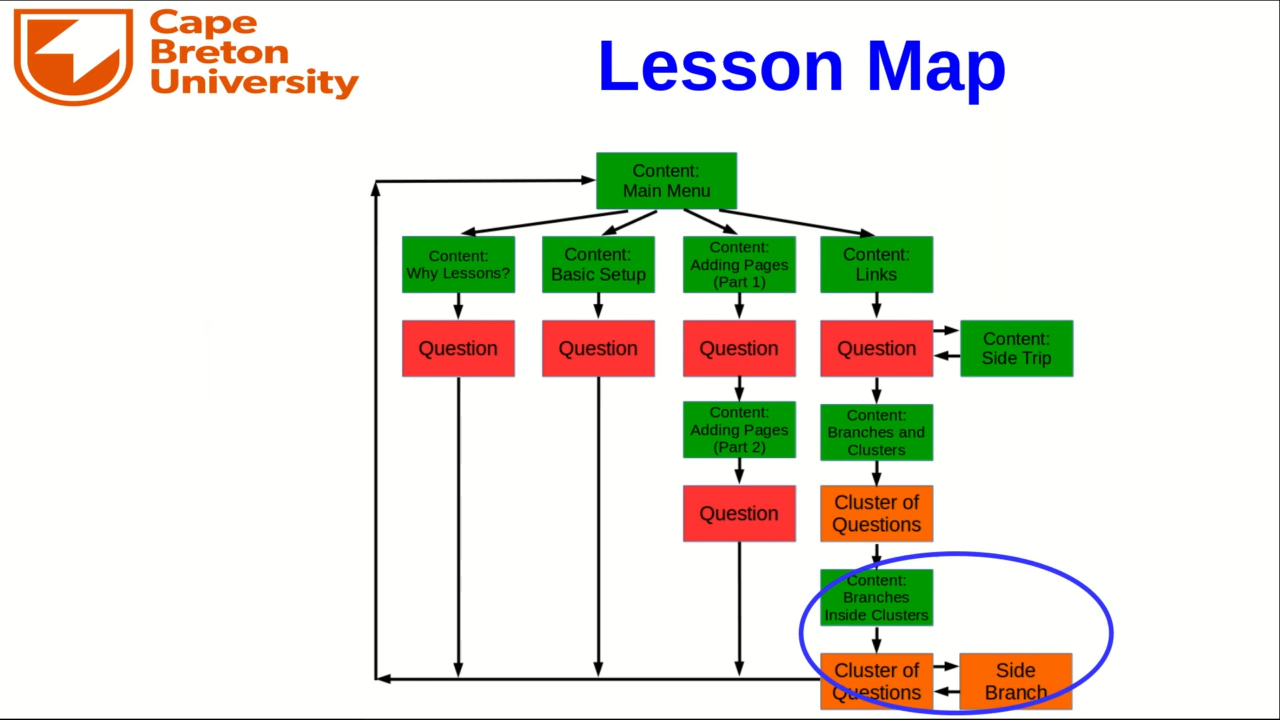 Cape
Breton
University
Lesson Map
Content:
Main Menu
Content:
Why Lessons?
Content:
Basic Setup
Content:
Adding Pages
(Part 1)
Content:
Links
Question
Question
Question
Question
Content:
Side Trip
Content:
Adding Pages
(Part 2)
Content:
Branches and
Clusters
Question
Cluster of
Questions
Content:
Branches
Inside Clusters
Cluster of
Questions
Side
Branch